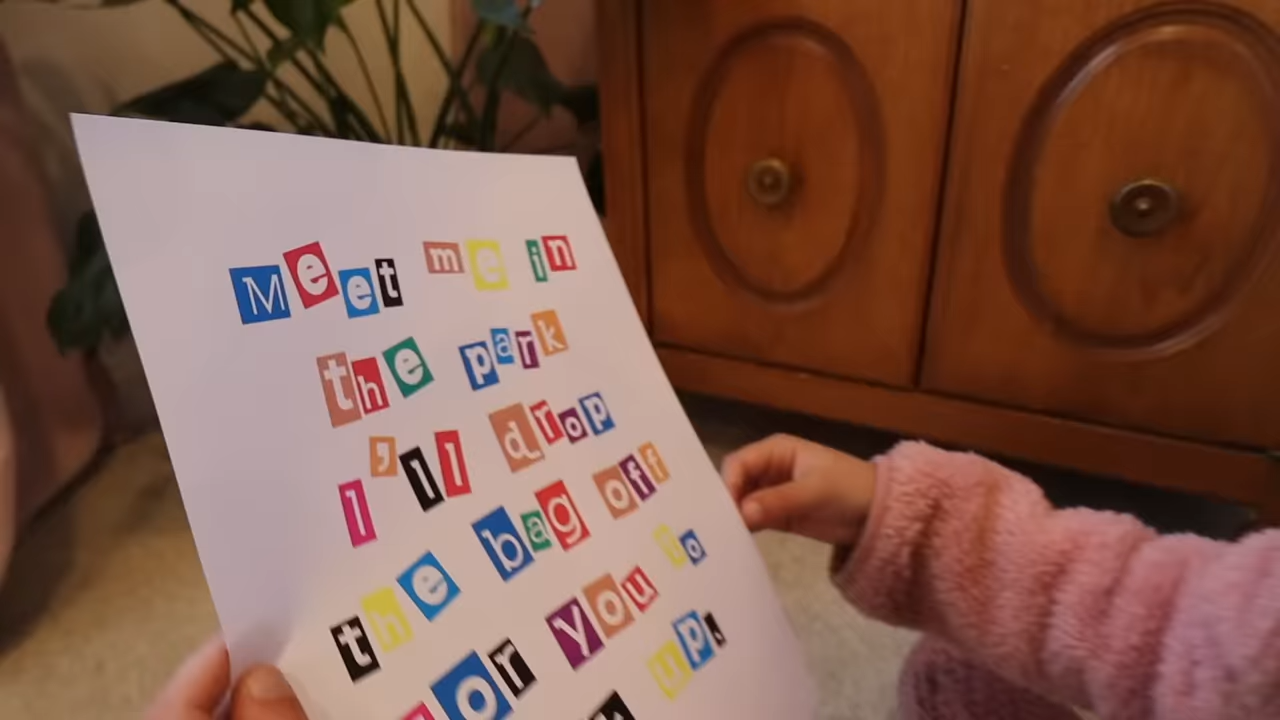 Meet me in
the park
I'll drop
the bag off
or you to
up.